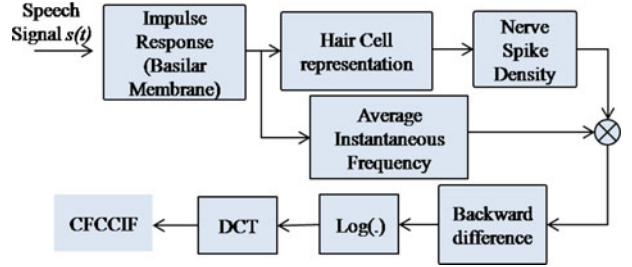 Speech
Signal s(t)
Impulse
Response
(Basilar
Membrane)
Hair Cell
representation
Nerve
Spike
Density
Average
Instantaneous
Frequency
Backward
difference
Log(.)
DCT
CFCCIF